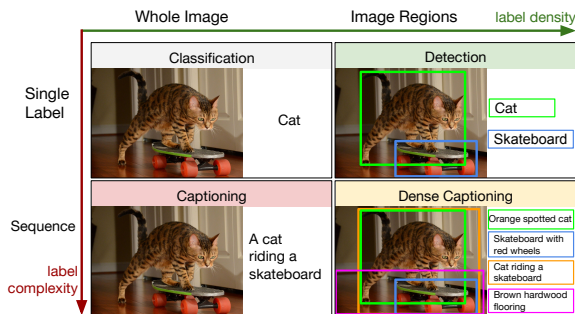 Whole Image
Image Regions
label density
Single
Label
Classification
Cat
Detection
Cat
Skateboard
Sequence
label
complexity
Captioning
A cat
riding a
skateboard
Dense Captioning
Orange spotted cat
Skateboard with
red wheels
Cat riding a
skateboard
Brown hardwood
flooring